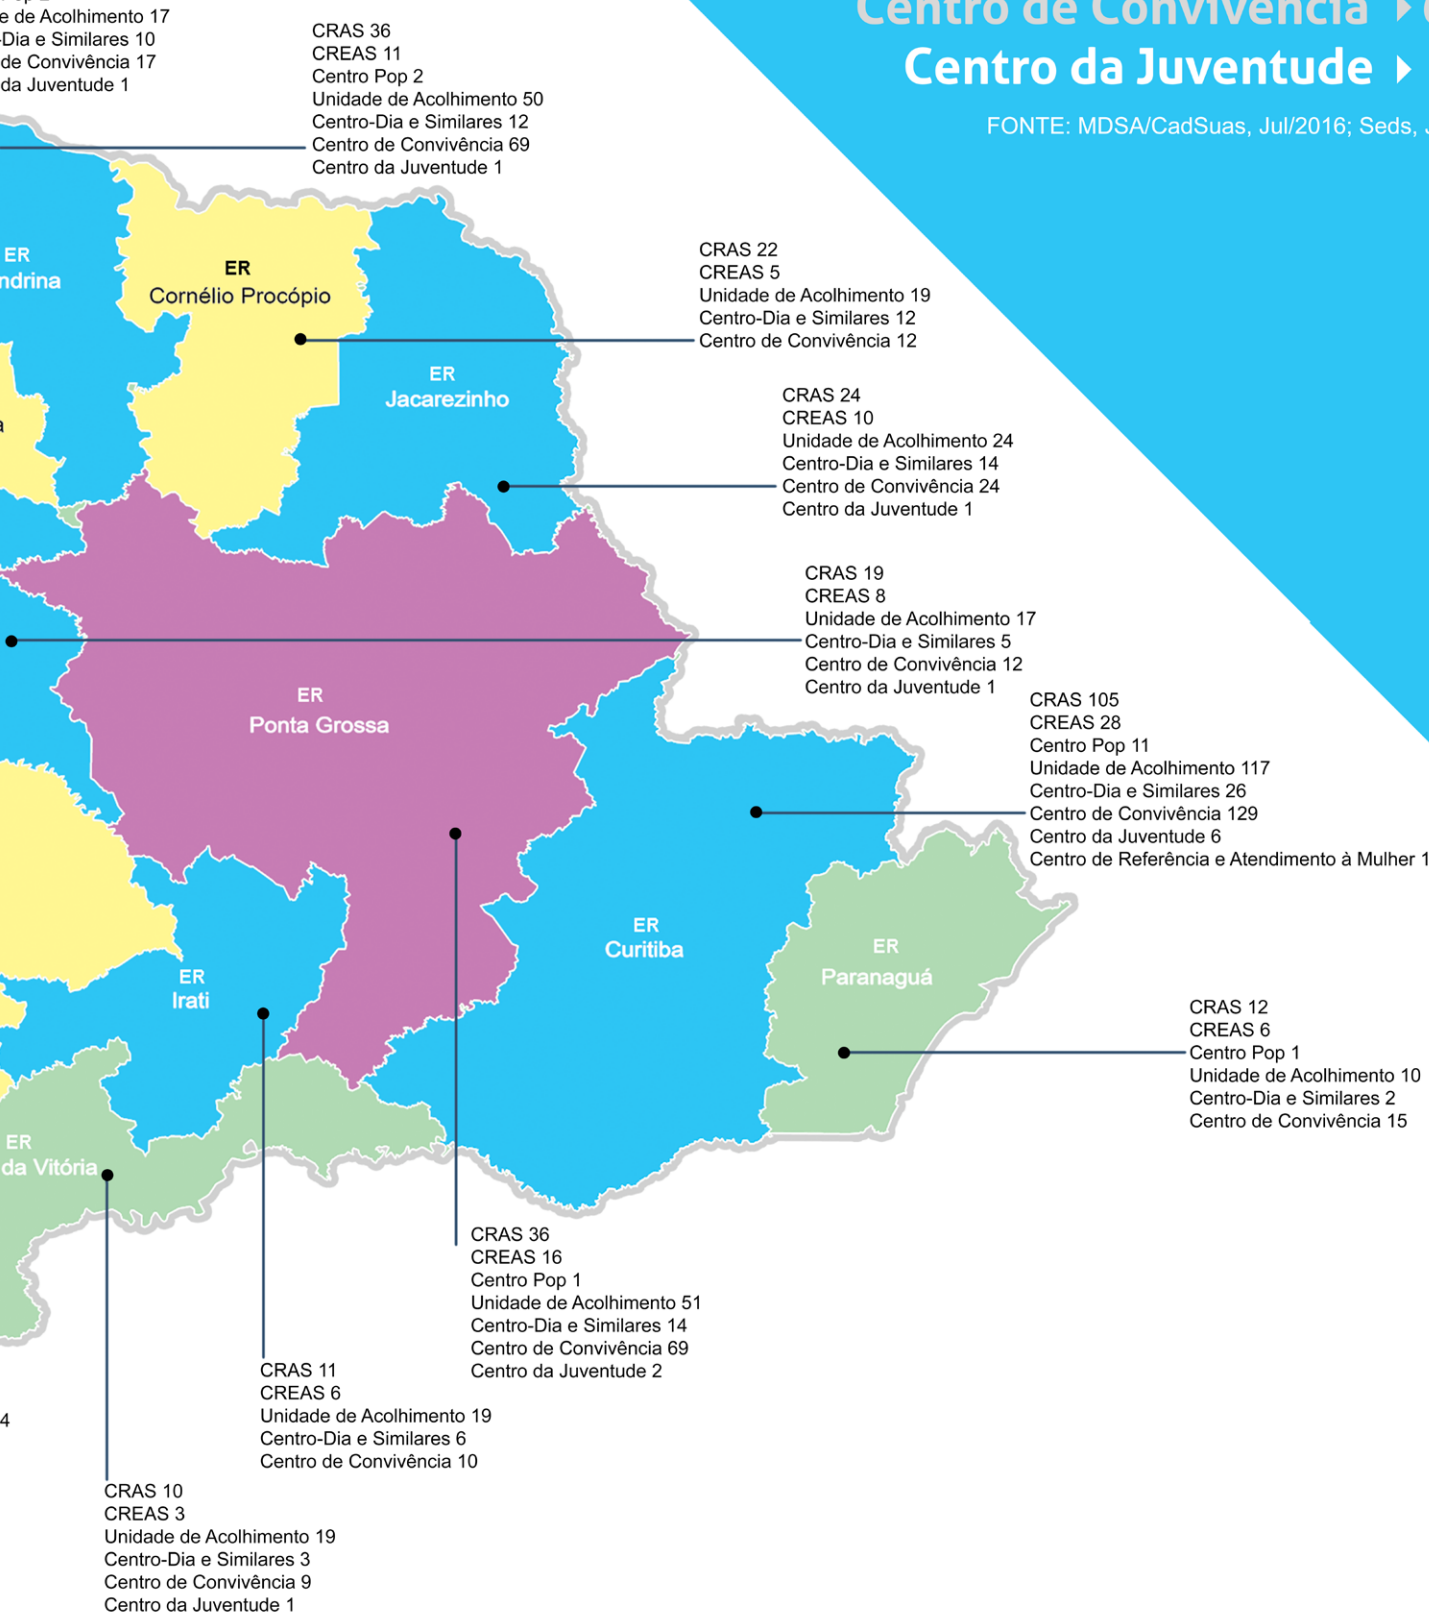 e de Acolhimento 17
-Dia e Similares 10
de Convivência 17
da Juventude 1
CRAS 36
CREAS 11
Centro Pop 2
Unidade de Acolhimento 50
Centro-Dia e Similares 12
Centro de Convivência 69
Centro da Juventude 1
Centro de Convivência
Centro da Juventude
FONTE: MDSA/CadSuas, Jul/2016; Seds,
ER
ndrina
ER
Cornélio Procópio
CRAS 22
CREAS 5
Unidade de Acolhimento 19
Centro-Dia e Similares 12
Centro de Convivência 12
ER
Jacarezinho
CRAS 24
CREAS 10
Unidade de Acolhimento 24
Centro-Dia e Similares 14
Centro de Convivência 24
Centro da Juventude 1
a
CRAS 19
CREAS 8
Unidade de Acolhimento 17
Centro-Dia e Similares 5
Centro de Convivência 12
Centro da Juventude 1
ER
Ponta Grossa
CRAS 105
CREAS 28
Centro Pop 11
Unidade de Acolhimento 117
Centro-Dia e Similares 26
Centro de Convivência 129
Centro da Juventude 6
Centro de Referência e Atendimento à Mulher 1
ER
Curitiba
ER
Paranaguá
ER
Irati
CRAS 12
CREAS 6
Centro Pop 1
Unidade de Acolhimento 10
Centro-Dia e Similares 2
Centro de Convivência 15
ER
da Vitória
CRAS 36
CREAS 16
Centro Pop 1
Unidade de Acolhimento 51
Centro-Dia e Similares 14
Centro de Convivência 69
Centro da Juventude 2
CRAS 11
CREAS 6
Unidade de Acolhimento 19
Centro-Dia e Similares 6
Centro de Convivência 10
4
CRAS 10
CREAS 3
Unidade de Acolhimento 19
Centro-Dia e Similares 3
Centro de Convivência 9
Centro da Juventude 1